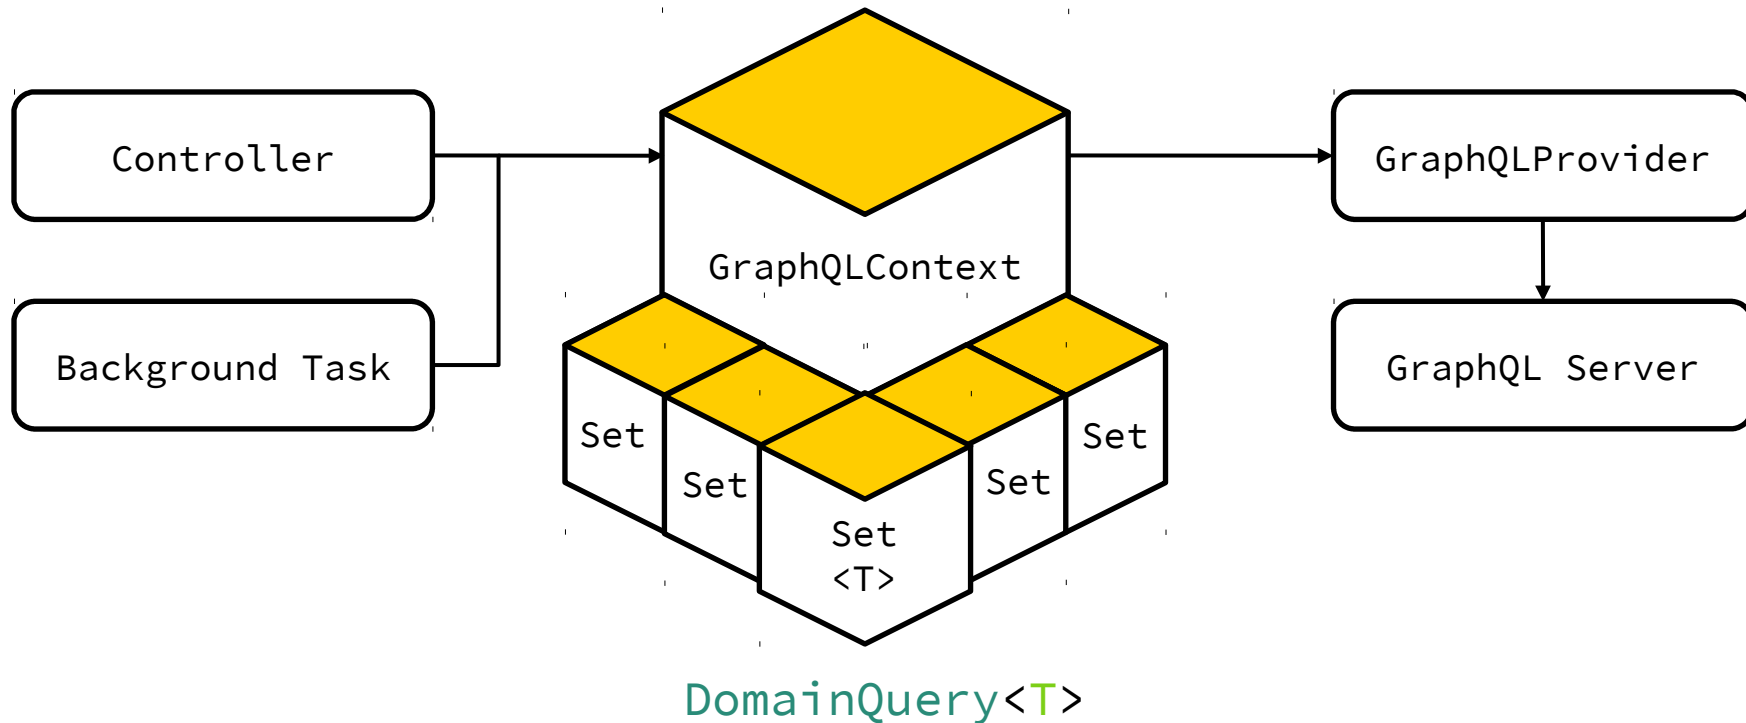 Controller
GraphQLProvider
GraphQLContext
Background Task
GraphQL Server
Set
Set
Set
<T>
Set
Set
DomainQuery<T>